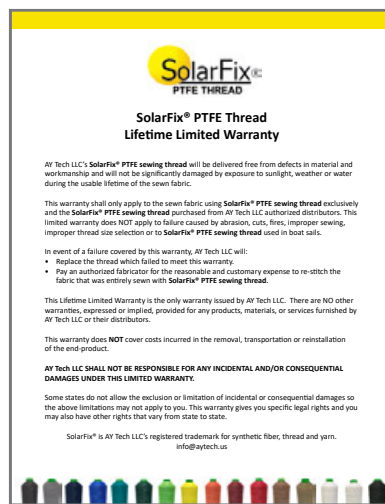 SolarFix®
PTFE THREAD
SolarFix® PTFE Thread
Lifetime Limited Warranty
AY Tech LLC's SolarFix® PTFE sewing thread will be delivered free from defects in material and
workmanship and will not be significantly damaged by exposure to sunlight, weather or water
during the usable lifetime of the sewn fabric.
This warranty shall only apply to the sewn fabric using SolarFix® PTFE sewing thread exclusively
and the SolarFix® PTFE sewing thread purchased from AY Tech LLC authorized distributors. This
limited warranty does NOT apply to failure caused by abrasion, cuts, fires, improper sewing,
improper thread size selection or to SolarFix® PTFE sewing thread used in boat sails.
In event of a failure covered by this warranty, AY Tech LLC will:
• Replace the thread which failed to meet this warranty.
• Pay an authorized fabricator for the reasonable and customary expense to re-stitch the
fabric that was entirely sewn with SolarFix® PTFE sewing thread.
This Lifetime Limited Warranty is the only warranty issued by AY Tech LLC. There are NO other
warranties, expressed or implied, provided for any products, materials, or services furnished by
AY Tech LLC or their distributors.
This warranty does NOT cover costs incurred in the removal, transportation or reinstallation
of the end-product.
AY Tech LLC SHALL NOT BE RESPONSIBLE FOR ANY INCIDENTAL AND/OR CONSEQUENTIAL
DAMAGES UNDER THIS LIMITED WARRANTY.
Some states do not allow the exclusion or limitation of incidental or consequential damages so
the above limitations may not apply to you. This warranty gives you specific legal rights and you
may also have other rights that vary from state to state.
SolarFix® is AY Tech LLC's registered trademark for synthetic fiber, thread and yarn.
info@aytech.us